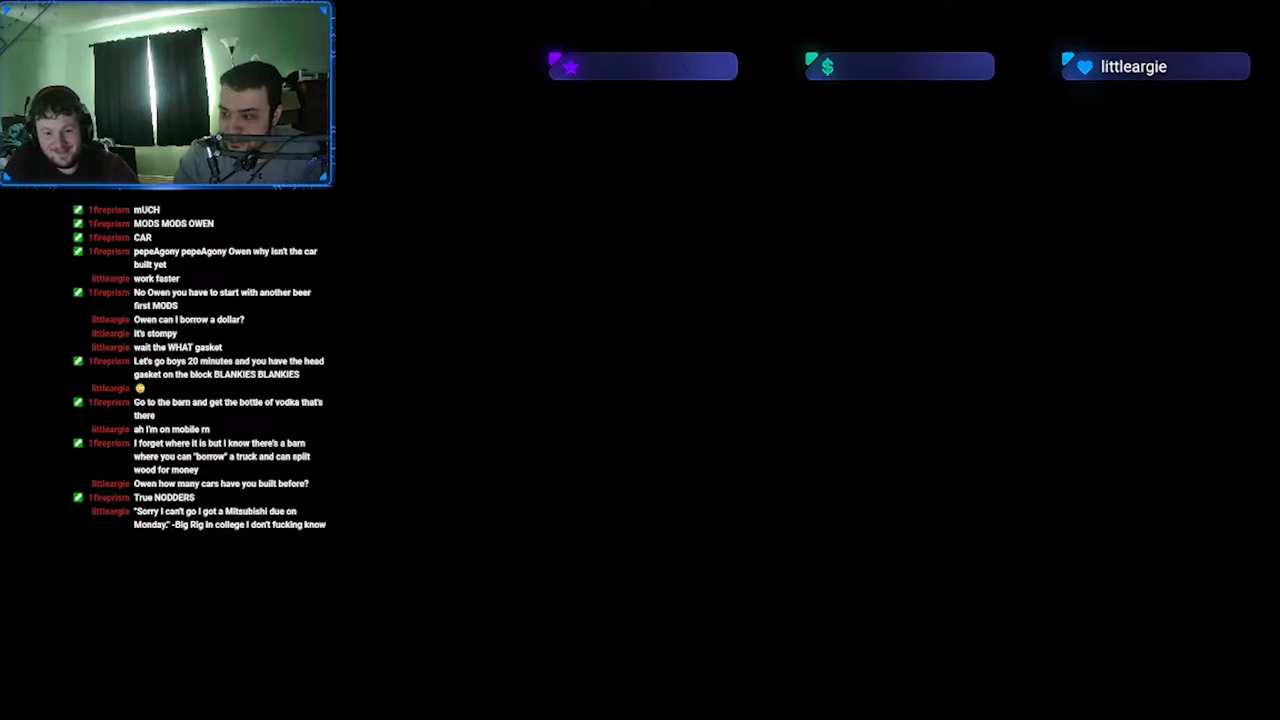 littleargie
1fireprism mUCH
1fireprism MODS MODS OWEN
1fireprism CAR
1fireprism pepeAgony pepeAgony Owen why isn't the car
built yet
littleargie work faster
1fireprism No Owen you have to start with another beer
first MODS
littleargie Owen can I borrow a dollar?
littleargie it's stompy
littleargie wait the WHAT gasket
1fireprism Let's go boys 20 minutes and you have the head
gasket on the block BLANKIES BLANKIES
littleargie
1fireprism Go to the barn and get the bottle of vodka that's
there
littleargie ah I'm on mobile rn
1fireprism I forget where it is but I know there's a barn
where you can "borrow" a truck and can split
wood for money
littleargie Owen how many cars have you built before?
1fireprism True NODDERS
littleargie "Sorry I can't go I got a Mitsubishi due on
Monday." -Big Rig in college I don't fucking know